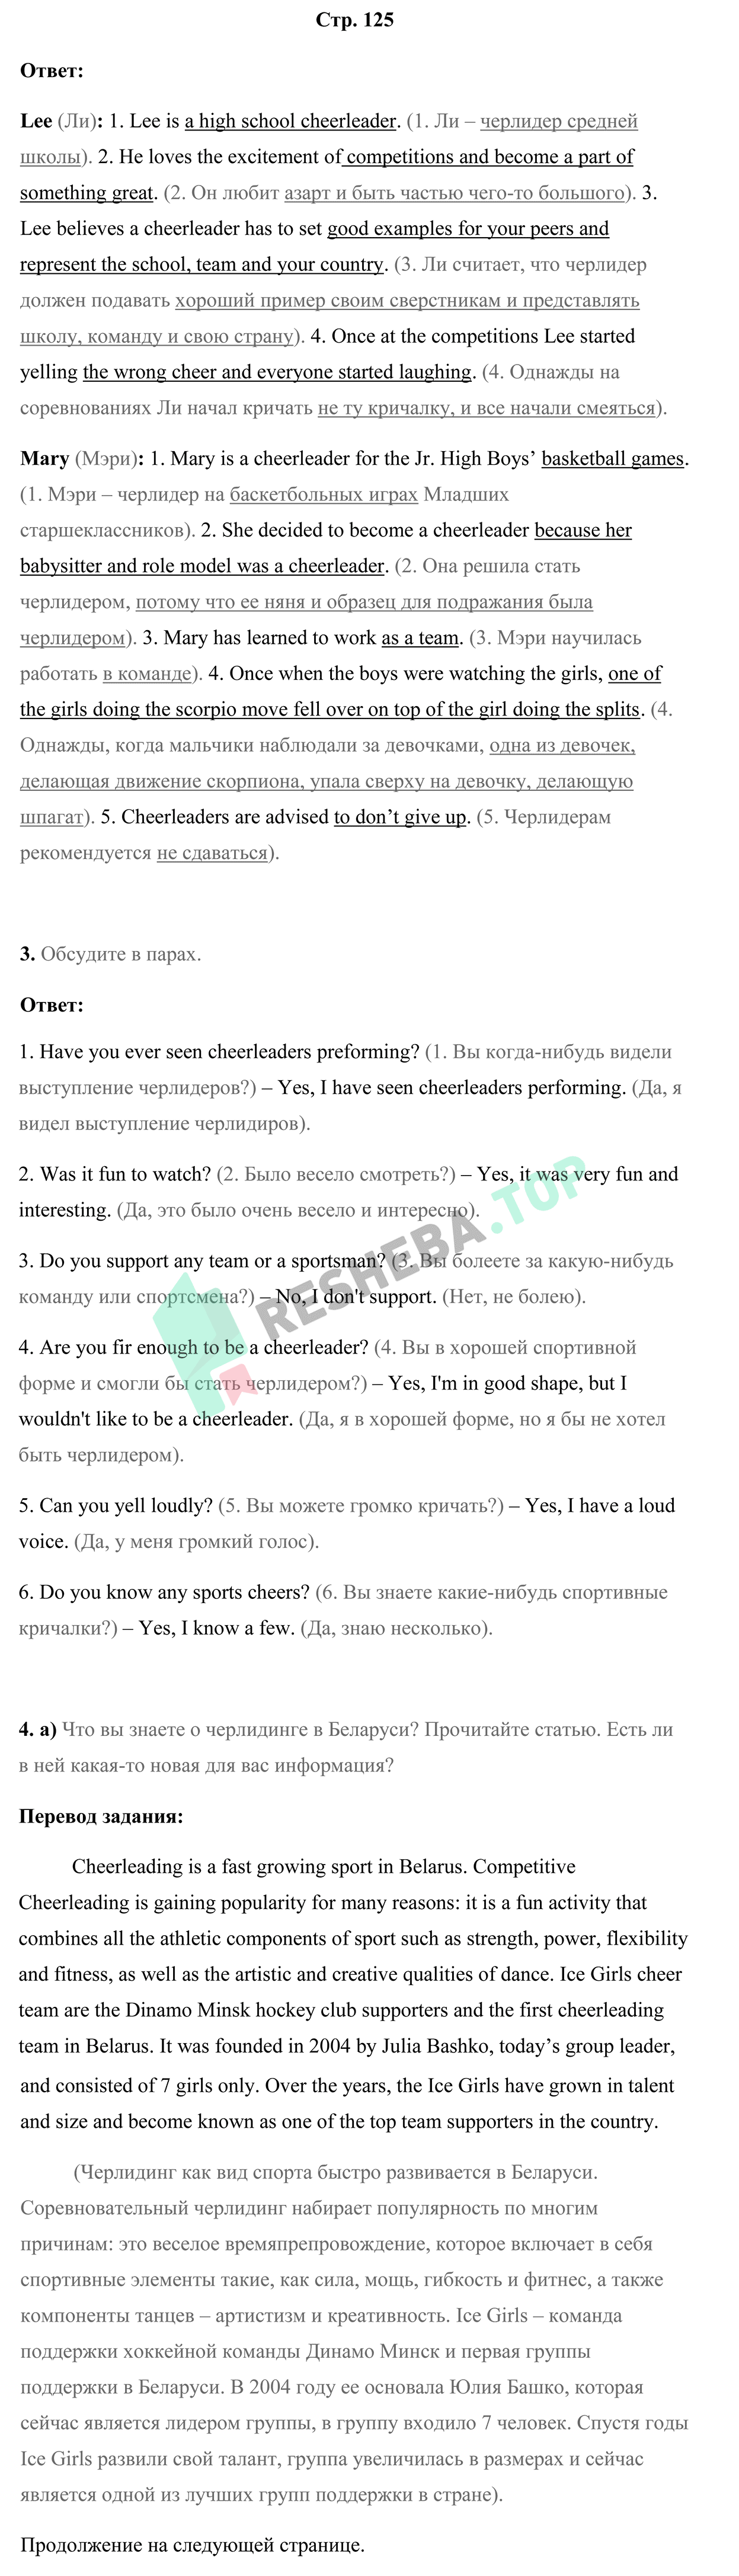 Стр. 125
Ответ:
Lee (Ли): 1. Lee is a high school cheerleader. (1. Ли – черлидер средней
школы). 2. He loves the excitement of competitions and become a part of
something great. (2. Он любит азарт и быть частью чего-то большого). 3.
Lee believes a cheerleader has to set good examples for your peers and
represent the school, team and your country. (3. Ли считает, что черлидер
должен подавать хороший пример своим сверстникам и представлять
школу, команду и свою страну). 4. Once at the competitions Lee started
yelling the wrong cheer and everyone started laughing. (4. Однажды на
соревнованиях Ли начал кричать не ту кричалку, и все начали смеяться).
Mary (Мэри): 1. Mary is a cheerleader for the Jr. High Boys’ basketball games.
(1. Мэри – черлидер на баскетбольных играх Младших
старшеклассников). 2. She decided to become a cheerleader because her
babysitter and role model was a cheerleader. (2. Она решила стать
черлидером, потому что ее няня и образец для подражания была
черлидером). 3. Mary has learned to work as a team. (3. Мэри научилась
работать в команде). 4. Once when the boys were watching the girls, one of
the girls doing the scorpio move fell over on top of the girl doing the splits. (4.
Однажды, когда мальчики наблюдали за девочками, одна из девочек,
делающая движение скорпиона, упала сверху на девочку, делающую
шпагат). 5. Cheerleaders are advised to don’t give up. (5. Черлидерам
рекомендуется не сдаваться).
3. Обсудите в парах.
Ответ:
1. Have you ever seen cheerleaders preforming? (1. Вы когда-нибудь видели
выступление черлидеров?) – Yes, I have seen cheerleaders performing. (Да, я
видел выступление черлидиров).
2. Was it fun to watch? (2. Было весело смотреть?) – Yes, it was very fun and
interesting. (Да, это было очень весело и интересно).
3. Do you support any team or a sportsman? (3. Вы болеете за какую-нибудь
команду или спортсмена?) – No, I don't support. (Нет, не болею).
RESHEBA.TOP
4. Are you fir enough to be a cheerleader? (4. Вы в хорошей спортивной
форме и смогли бы стать черлидером?) – Yes, I'm in good shape, but I
wouldn't like to be a cheerleader. (Да, я в хорошей форме, но я бы не хотел
быть черлидером).
5. Can you yell loudly? (5. Вы можете громко кричать?) – Yes, I have a loud
voice. (Да, у меня громкий голос).
6. Do you know any sports cheers? (6. Вы знаете какие-нибудь спортивные
кричалки?) – Yes, I know a few. (Да, знаю несколько).
4. а) Что вы знаете о черлидинге в Беларуси? Прочитайте статью. Есть ли
в ней какая-то новая для вас информация?
Перевод задания:
Cheerleading is a fast growing sport in Belarus. Competitive
Cheerleading is gaining popularity for many reasons: it is a fun activity that
combines all the athletic components of sport such as strength, power, flexibility
and fitness, as well as the artistic and creative qualities of dance. Ice Girls cheer
team are the Dinamo Minsk hockey club supporters and the first cheerleading
team in Belarus. It was founded in 2004 by Julia Bashko, today’s group leader,
and consisted of 7 girls only. Over the years, the Ice Girls have grown in talent
and size and become known as one of the top team supporters in the country.
(Черлидинг как вид спорта быстро развивается в Беларуси.
Соревновательный черлидинг набирает популярность по многим
причинам: это веселое времяпрепровождение, которое включает в себя
спортивные элементы такие, как сила, мощь, гибкость и фитнес, а также
компоненты танцев – артистизм и креативность. Ice Girls – команда
поддержки хоккейной команды Динамо Минск и первая группы
поддержки в Беларуси. В 2004 году ее основала Юлия Башко, которая
сейчас является лидером группы, в группу входило 7 человек. Спустя годы
Ice Girls развили свой талант, группа увеличилась в размерах и сейчас
является одной из лучших групп поддержки в стране).
Продолжение на следующей странице.